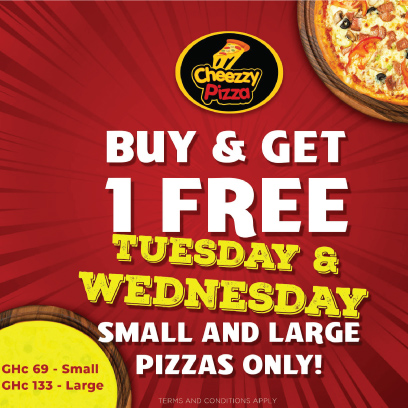 Cheezzy
Pizza
BUY & GET
1 FREE
TUESDAY &
WEDNESDAY
SMALL AND LARGE
PIZZAS ONLY!
GHc 69 - Small
GHc 133 - Large
TERMS AND CONDITIONS APPLY